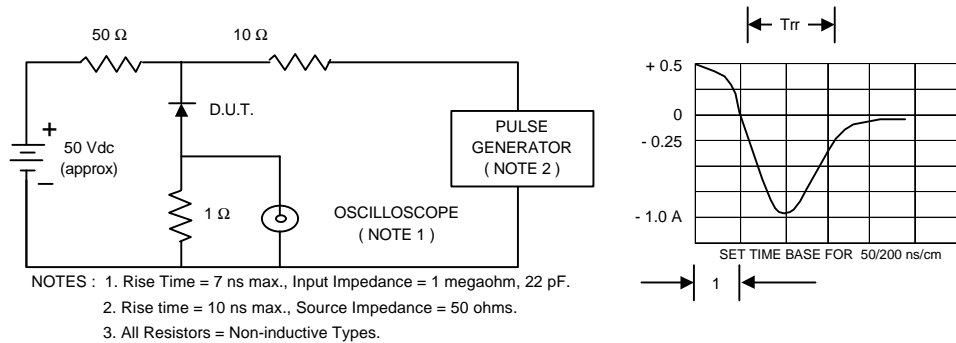 50 Ω
10 Ω
D.U.T.
+
50 Vdc
(approx)
−
1 Ω
OSCILLOSCOPE
( NOTE 1 )
PULSE
GENERATOR
( NOTE 2 )
Trr
+ 0.5
0
- 0.25
- 1.0 A
SET TIME BASE FOR 50/200 ns/cm
1
NOTES : 1. Rise Time = 7 ns max., Input Impedance = 1 megaohm, 22 pF.
2. Rise time = 10 ns max., Source Impedance = 50 ohms.
3. All Resistors = Non-inductive Types.